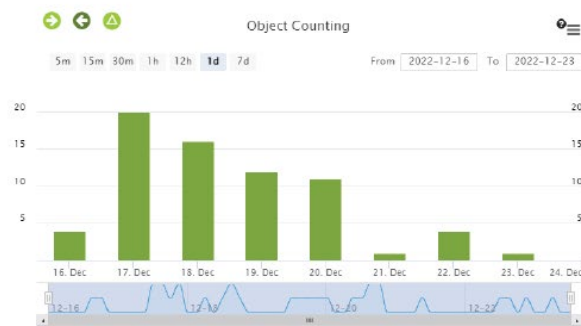 Object Counting
?
5m 15m 30m 1h 12h 1d 7d
From 2022-12-16 To 2022-12-23
20 20
15 15
10 10
5 5
16. Dec 17. Dec 18. Dec 19. Dec 20. Dec 21. Dec 22. Dec 23. Dec 24. Dec
12-16 12-18 12-20 12-22